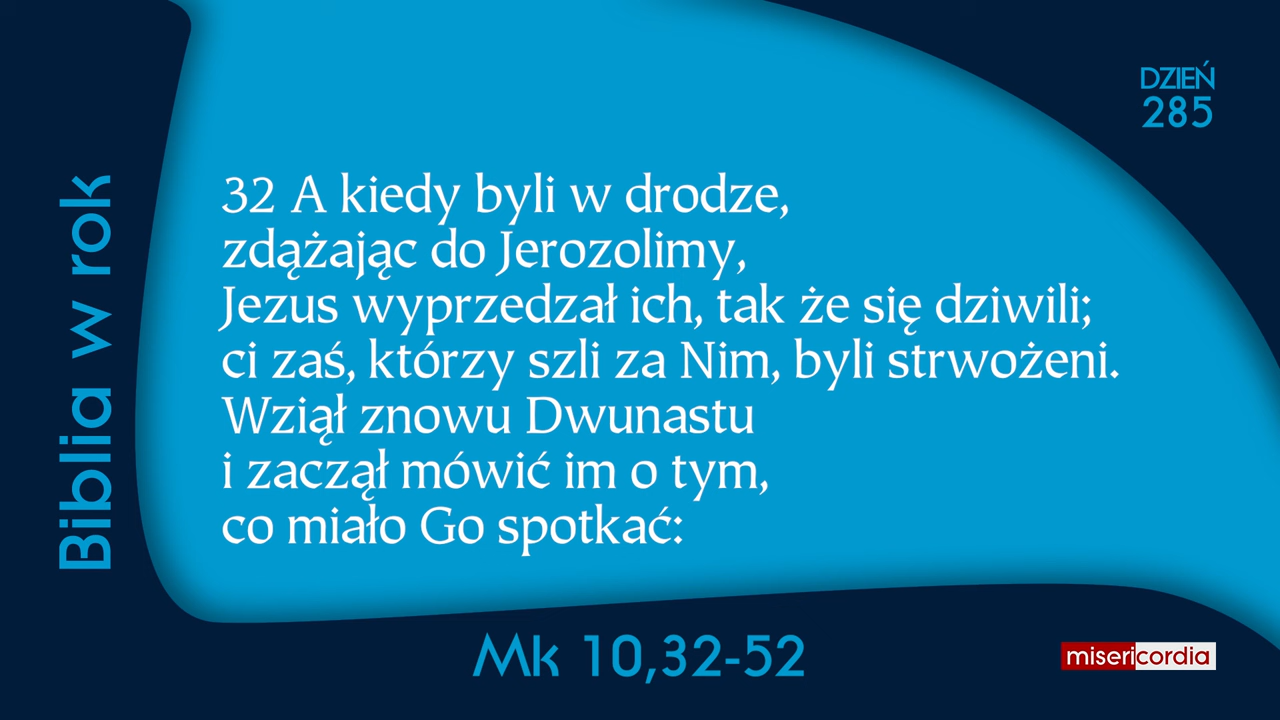 DZIEŃ
285
Biblia w rok
32 A kiedy byli w drodze,
zdążając do Jerozolimy,
Jezus wyprzedzał ich, tak że się dziwili;
ci zaś, którzy szli za Nim, byli strwożeni.
Wziął znowu Dwunastu
i zaczął mówić im o tym,
co miało Go spotkać:
Mk 10,32-52
misericordia